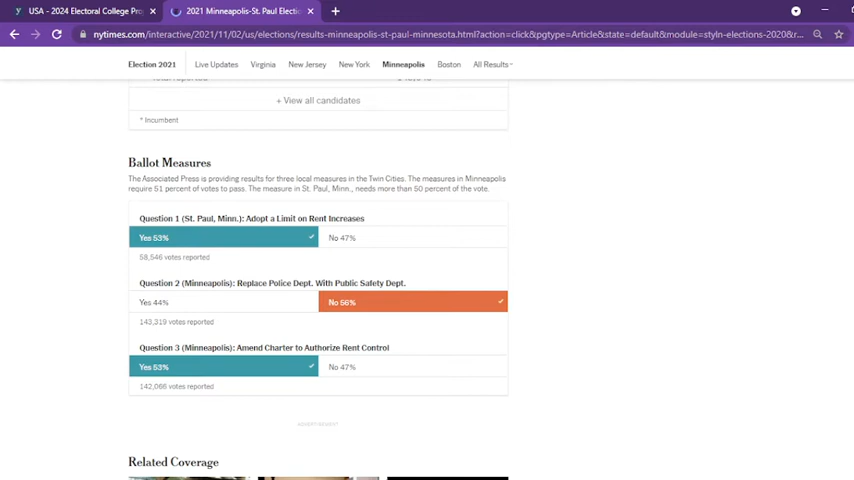 USA - 2024 Electoral College Pro
2021 Minneapolis-St. Paul Electi
nytimes.com/interactive/2021/11/02/us/elections/results-minneapolis-st-paul-minnesota.html?action=click&pgtype=Article&state=default&module=styln-elections-2020&r...
Election 2021 Live Updates Virginia New Jersey New York Minneapolis Boston All Results
Total reported
+ View all candidates
* Incumbent
Ballot Measures
The Associated Press is providing results for three local measures in the Twin Cities. The measures in Minneapolis
require 51 percent of votes to pass. The measure in St. Paul, Minn., needs more than 50 percent of the vote.
Question 1 (St. Paul, Minn.): Adopt a Limit on Rent Increases
Yes 53% No 47%
58,546 votes reported
Question 2 (Minneapolis): Replace Police Dept. With Public Safety Dept.
Yes 44% No 56%
143,319 votes reported
Question 3 (Minneapolis): Amend Charter to Authorize Rent Control
Yes 53% No 47%
142,066 votes reported
ADVERTISEMENT
Related Coverage